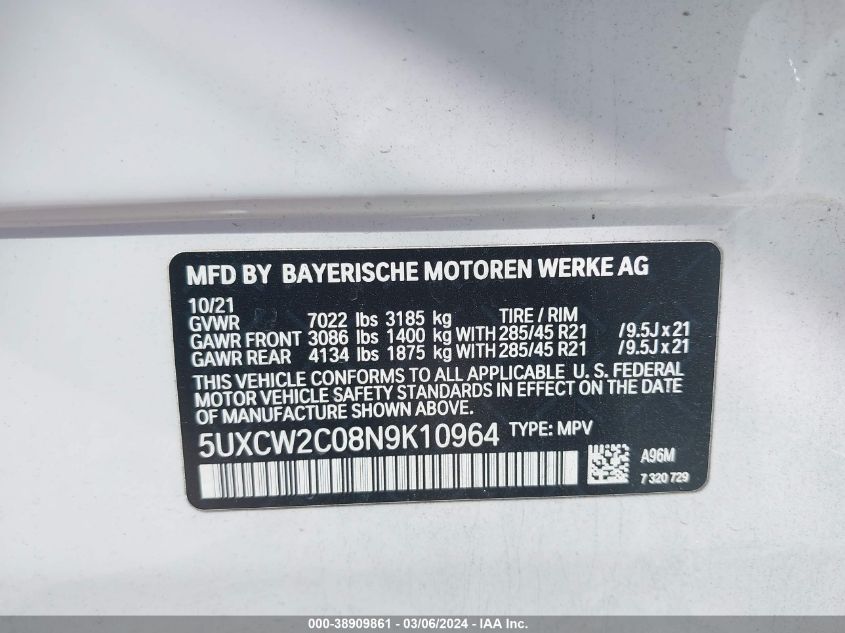 MFD BY BAYERISCHE MOTOREN WERKE AG
10/21
GVWR 7022 lbs 3185 kg TIRE / RIM
GAWR FRONT 3086 lbs 1400 kg WITH 285/45 R21 /9.5J x 21
GAWR REAR 4134 lbs 1875 kg WITH 285/45 R21 /9.5J x 21
THIS VEHICLE CONFORMS TO ALL APPLICABLE U. S. FEDERAL
MOTOR VEHICLE SAFETY STANDARDS IN EFFECT ON THE DATE
OF MANUFACTURE SHOWN ABOVE.
5UXCW2C08N9K10964 TYPE: MPV
A96M
7 320 729
000-38909861 - 03/06/2024 - IAA Inc.